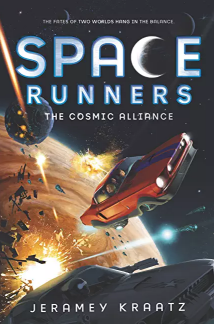 THE FATES OF TWO WORLDS HANG IN THE BALANCE.
SPACE
RUNNERS
THE COSMIC ALLIANCE
JERAMEY KRAATZ